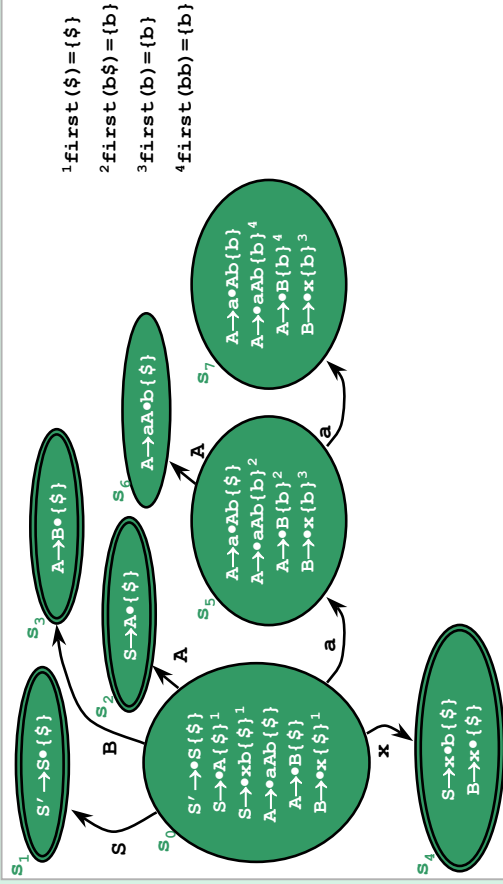 ¹first($)={$}
²first(b$)={b}
³first(b)={b}
⁴first(bb)={b}
s₁
S′→S•{$}
s₃
A→B•{$}
s₂
S→A•{$}
s₆
A→aA•b{$}
S
B
A
A
s₀
S′→•S{$}
S→•A{$}¹
S→•xb{$}¹
A→•aAb{$}
A→•B{$}
B→•x{$}¹
s₅
A→a•Ab{$}
A→•aAb{b}²
A→•B{b}²
B→•x{b}³
s₇
A→a•Ab{b}
A→•aAb{b}⁴
A→•B{b}⁴
B→•x{b}³
x
a
a
s₄
S→x•b{$}
B→x•{$}